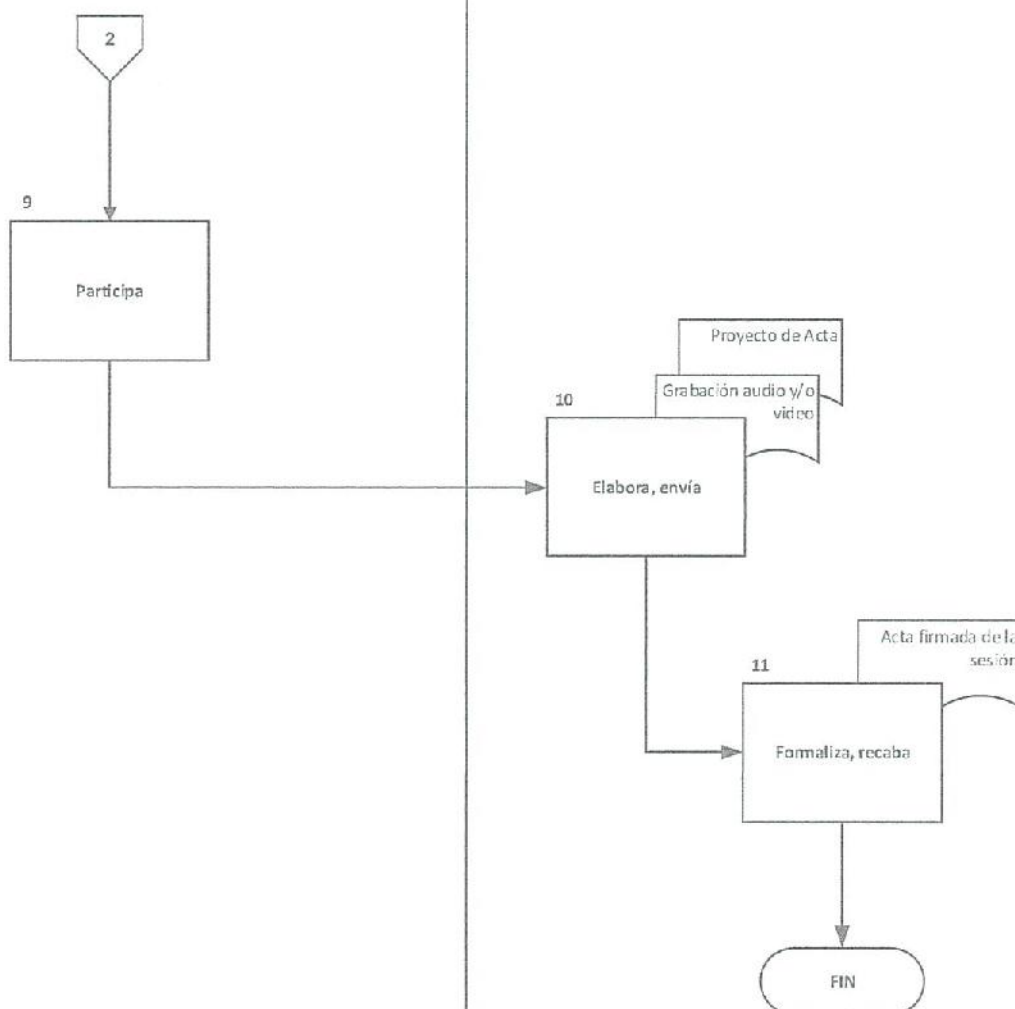 2
9
Participa
Proyecto de Acta
Grabación audio y/o
video
10
Elabora, envía
Acta firmada de la
sesión
11
Formaliza, recaba
FIN